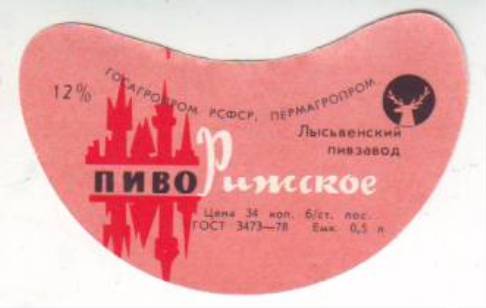 ГОСАГРОПРОМ РСФСР, ПЕРМАГРОПРОМ
12%
Лысьвенский
пивзавод
ПИВО Рижское
Цена 34 коп. б/ст. пос.
ГОСТ 3473—78 Емк. 0,5 л